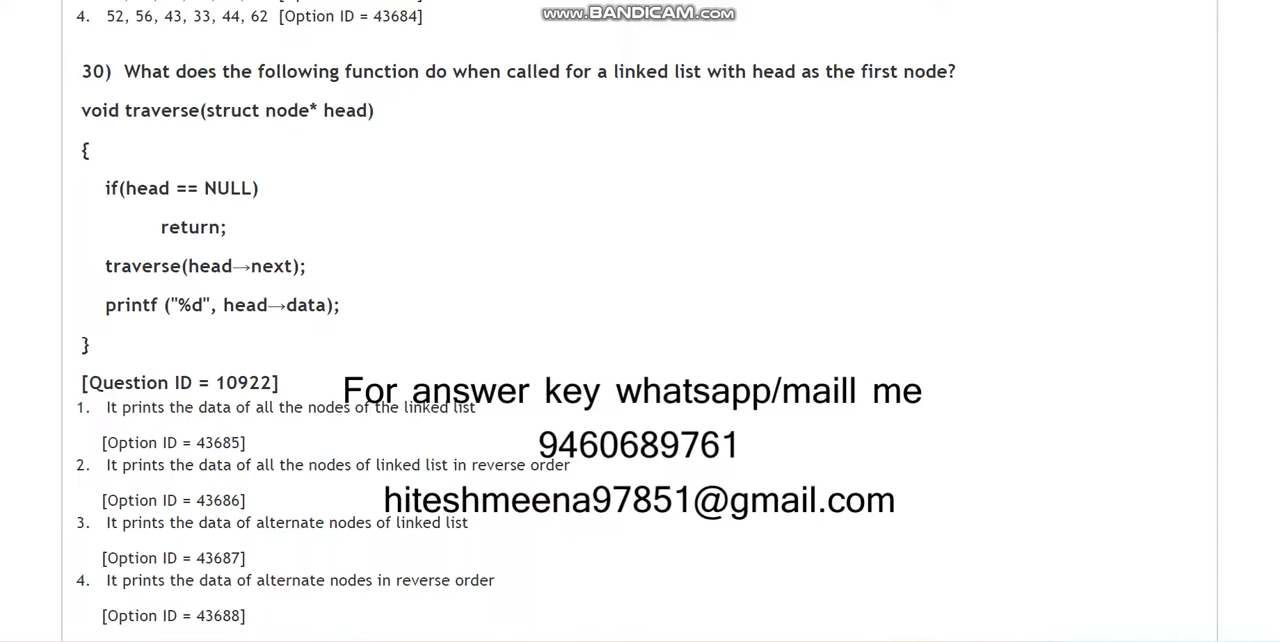 4. 52, 56, 43, 33, 44, 62 [Option ID = 43684]
www.BANDICAM.com
30) What does the following function do when called for a linked list with head as the first node?
void traverse(struct node* head)
{
if(head == NULL)
return;
traverse(head→next);
printf ("%d", head→data);
}
[Question ID = 10922]
For answer key whatsapp/maill me
1. It prints the data of all the nodes of the linked list
[Option ID = 43685]
9460689761
2. It prints the data of all the nodes of linked list in reverse order
[Option ID = 43686]
hiteshmeena97851@gmail.com
3. It prints the data of alternate nodes of linked list
[Option ID = 43687]
4. It prints the data of alternate nodes in reverse order
[Option ID = 43688]